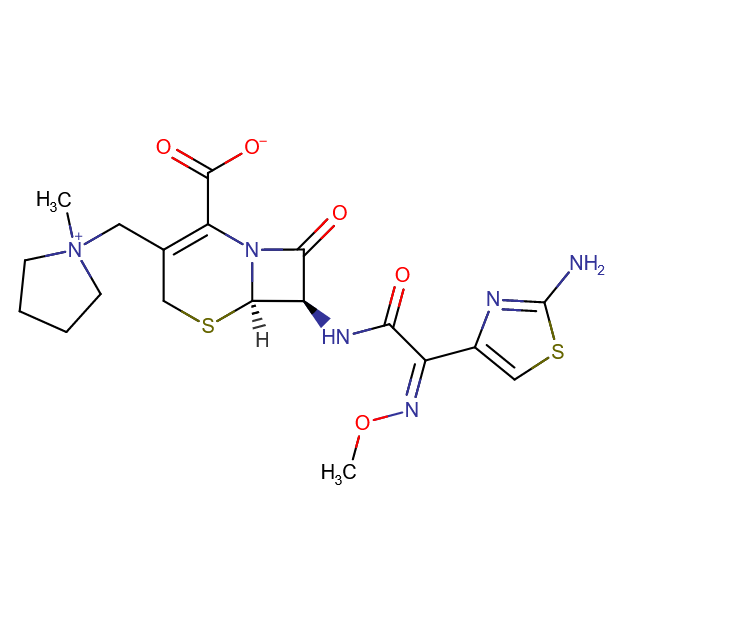 O O⁻
H₃C O
N⁺ N
O
NH₂
N
S H HN
S
O N
H₃C